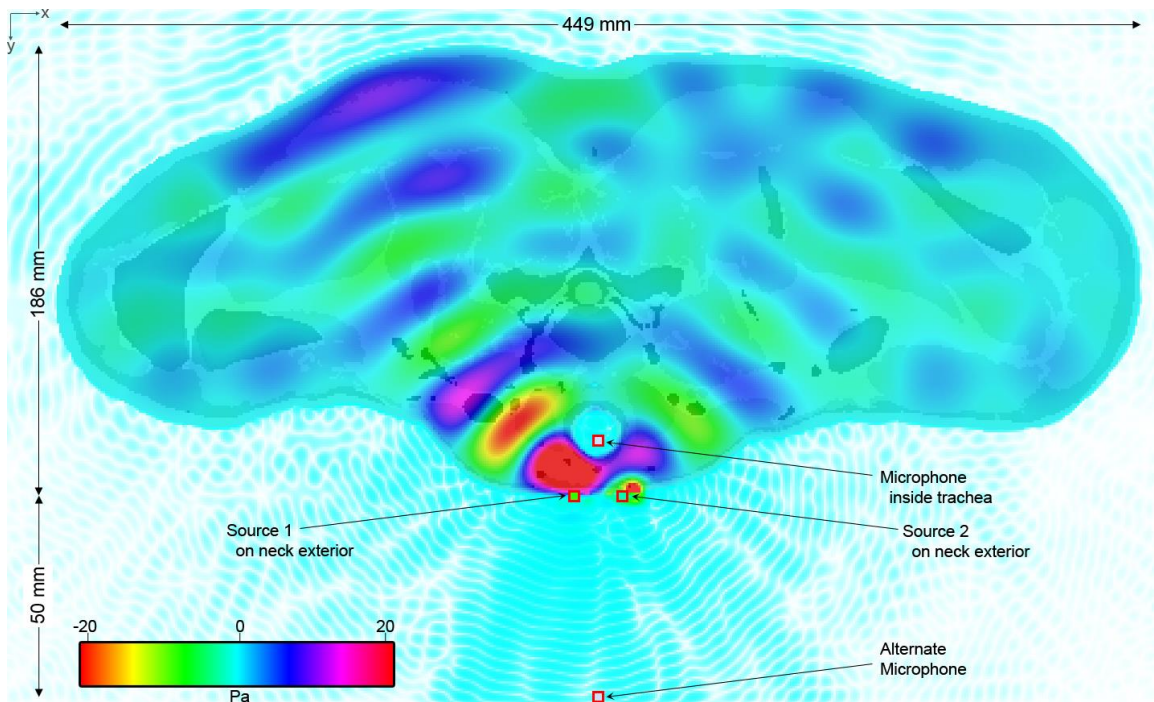 x
y
449 mm
186 mm
Microphone
inside trachea
Source 1
on neck exterior
Source 2
on neck exterior
50 mm
-20 0 20
Pa
Alternate
Microphone